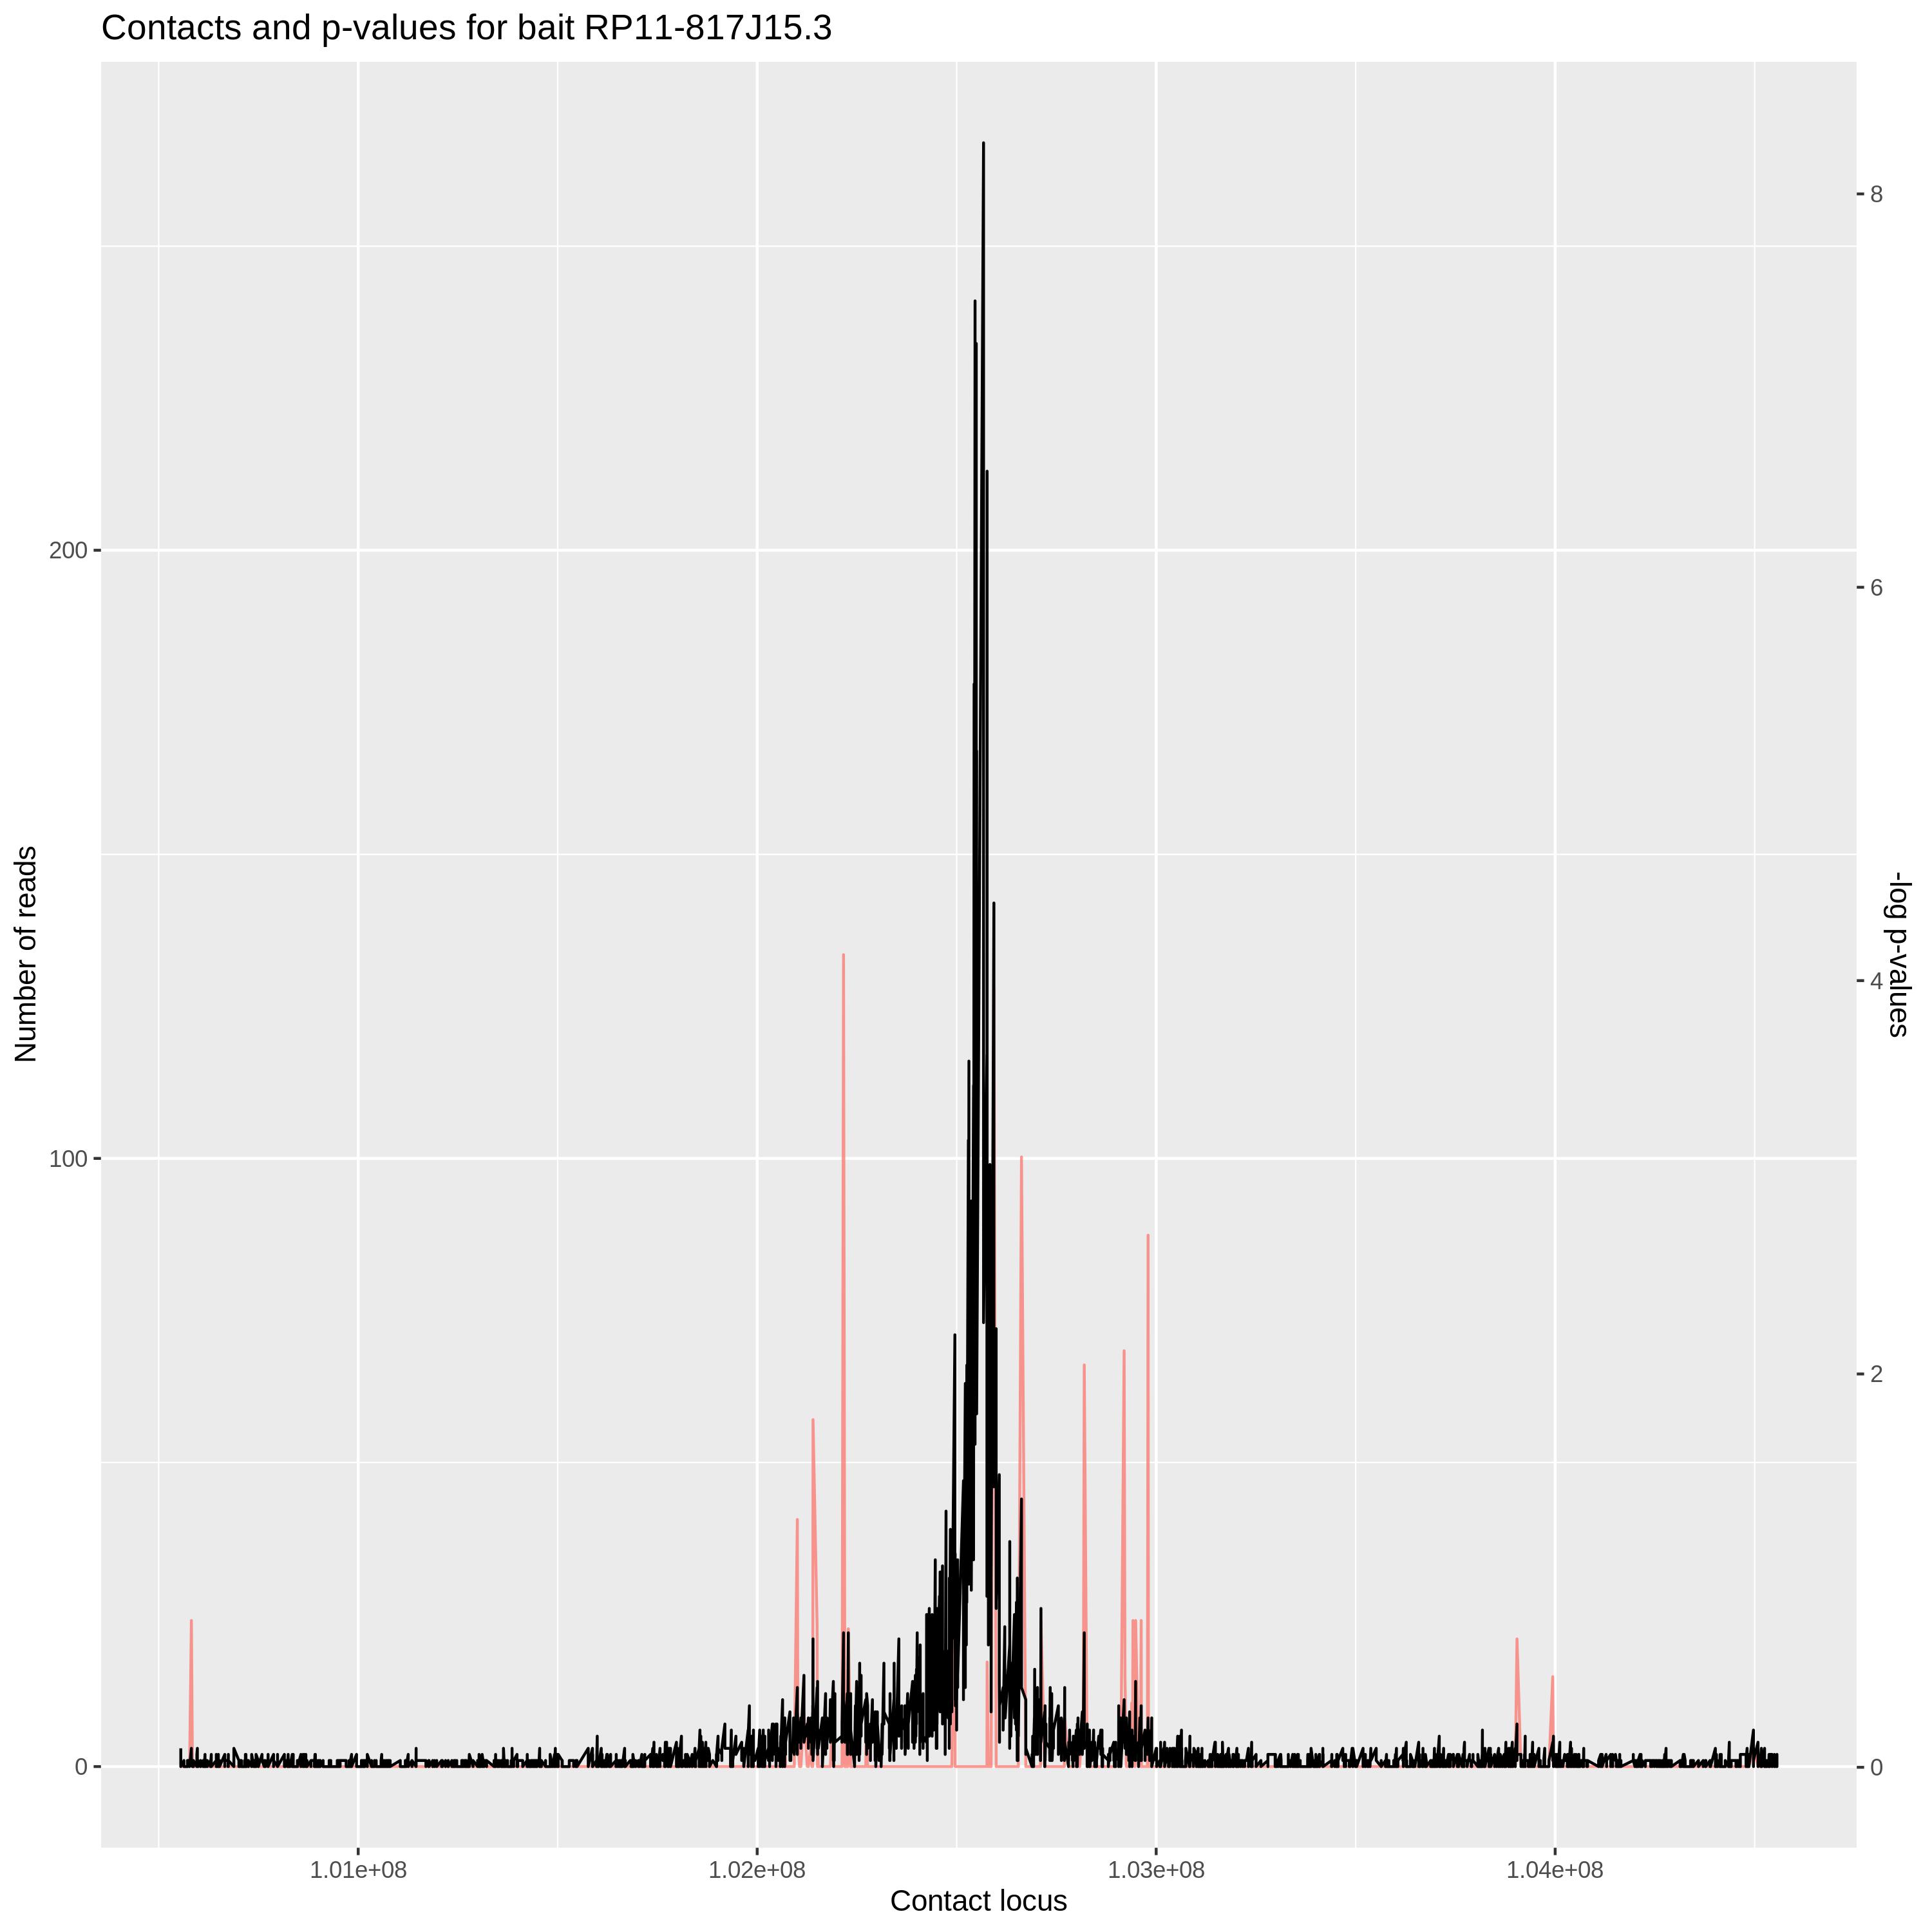 Contacts and p-values for bait RP11-817J15.3
Number of reads
200
100
0
8
6
4
2
0
-log p-values
1.01e+08
1.02e+08
1.03e+08
1.04e+08
Contact locus